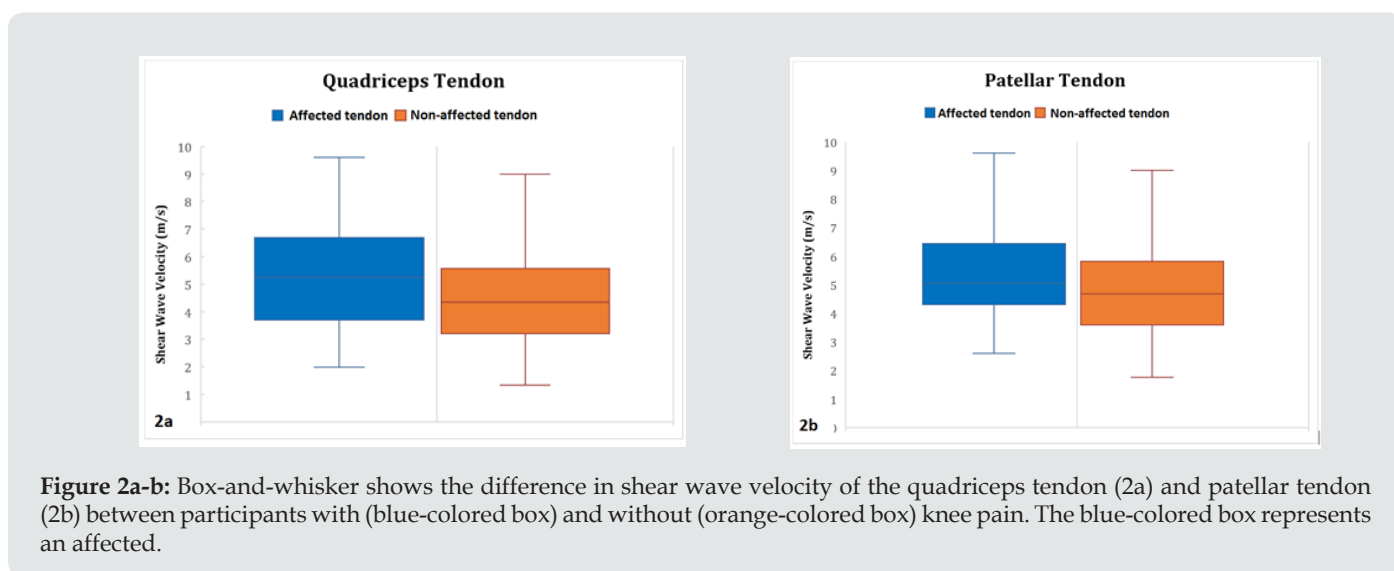 Quadriceps Tendon
Affected tendon Non-affected tendon
Shear Wave Velocity (m/s)
10
9
8
7
6
5
4
3
2
1
2a
Patellar Tendon
Affected tendon Non-affected tendon
Shear Wave Velocity (m/s)
10
9
8
7
6
5
4
3
2
1
2b
Figure 2a-b: Box-and-whisker shows the difference in shear wave velocity of the quadriceps tendon (2a) and patellar tendon
(2b) between participants with (blue-colored box) and without (orange-colored box) knee pain. The blue-colored box represents
an affected.